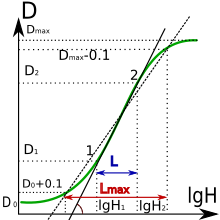 D
Dmax
Dmax-0.1
D₂
2
D₁
1
L
D₀+0.1
Lmax
D₀
lgH₁
lgH₂
lgH